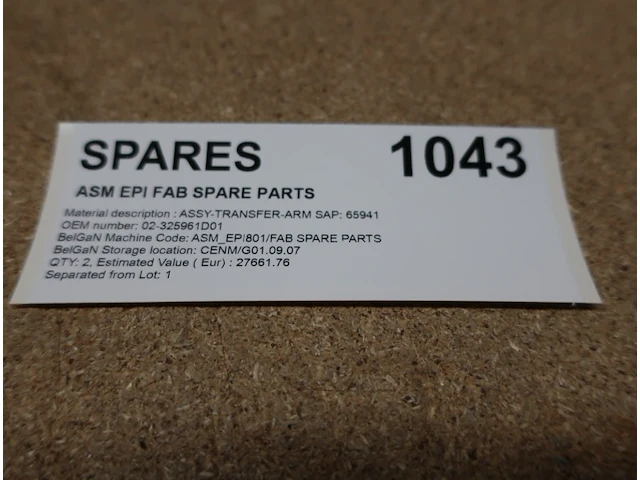 SPARES 1043
ASM EPI FAB SPARE PARTS
Material description : ASSY-TRANSFER-ARM SAP: 65941
OEM number: 02-325961D01
BelGaN Machine Code: ASM_EPI801/FAB SPARE PARTS
BelGaN Storage location: CENM/G01.09.07
QTY: 2, Estimated Value ( Eur) : 27661.76
Separated from Lot: 1